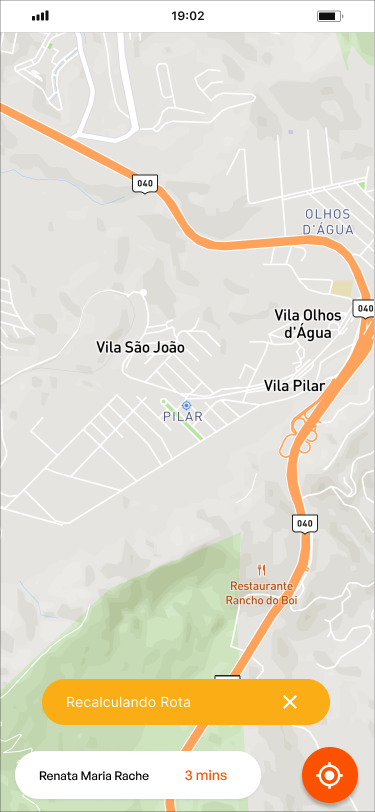 19:02
040
OLHOS
D'ÁGUA
040
Vila Olhos
d'Água
Vila São João
Vila Pilar
PILAR
040
Restaurante
Rancho do Boi
Recalculando Rota
Renata Maria Rache
3 mins